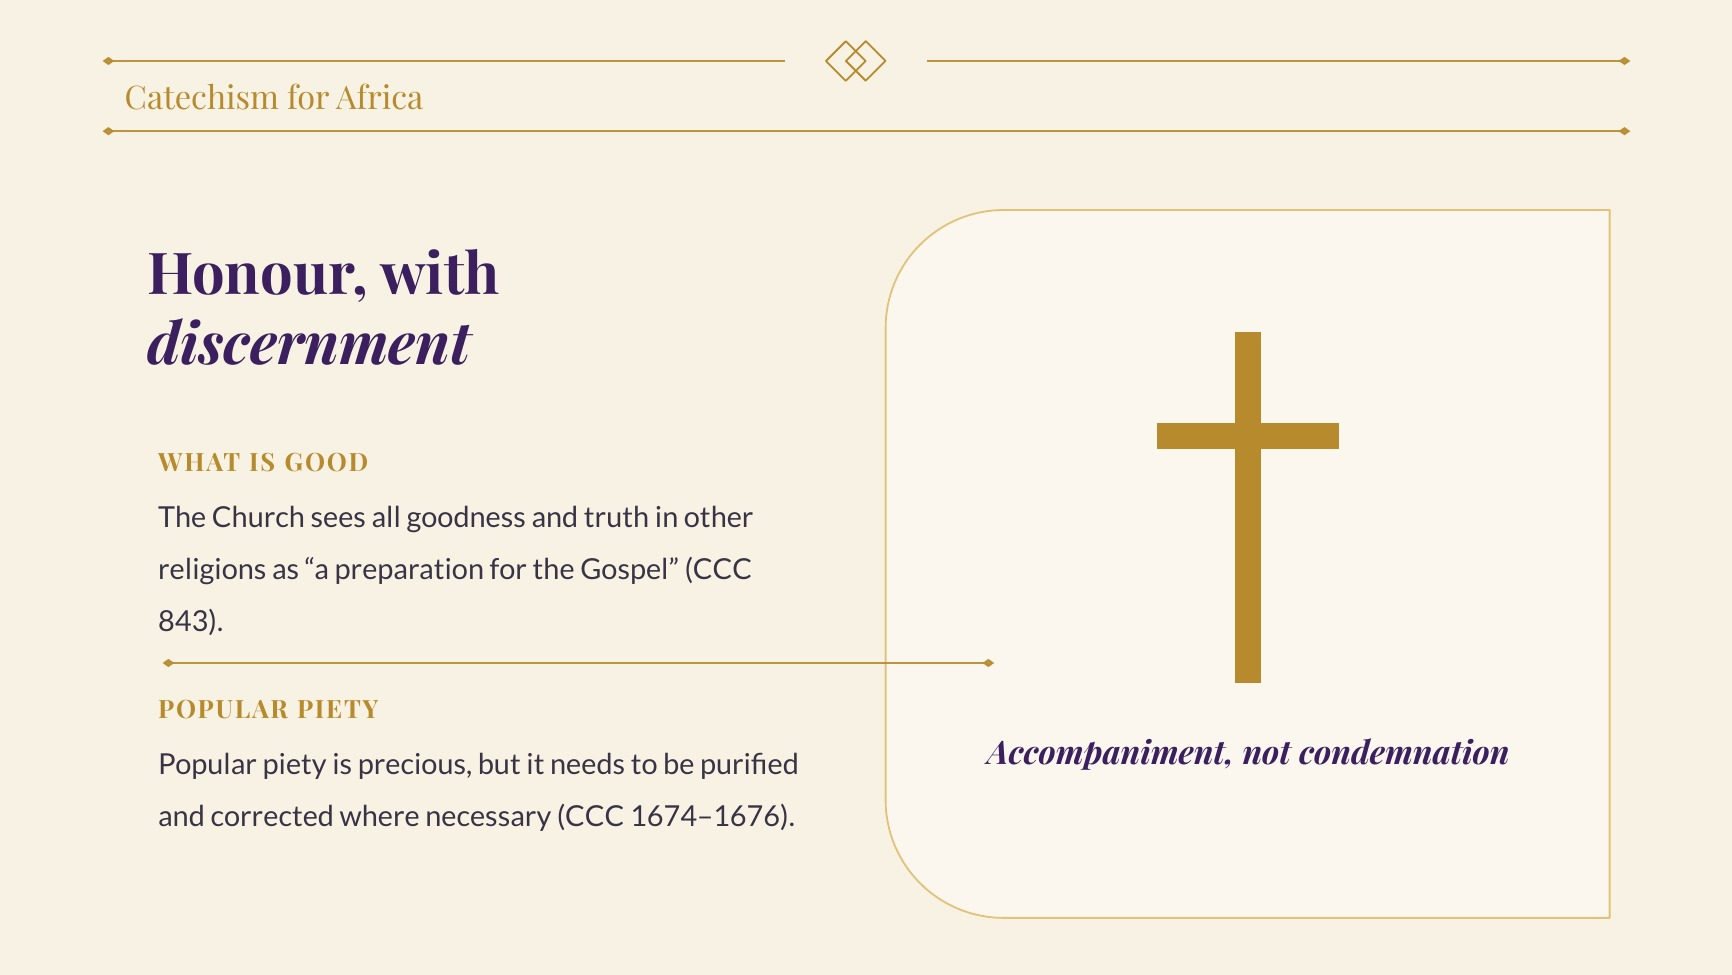 Catechism for Africa
Honour, with
discernment
WHAT IS GOOD
The Church sees all goodness and truth in other
religions as “a preparation for the Gospel” (CCC
843).
POPULAR PIETY
Popular piety is precious, but it needs to be purified
and corrected where necessary (CCC 1674–1676).
Accompaniment, not condemnation